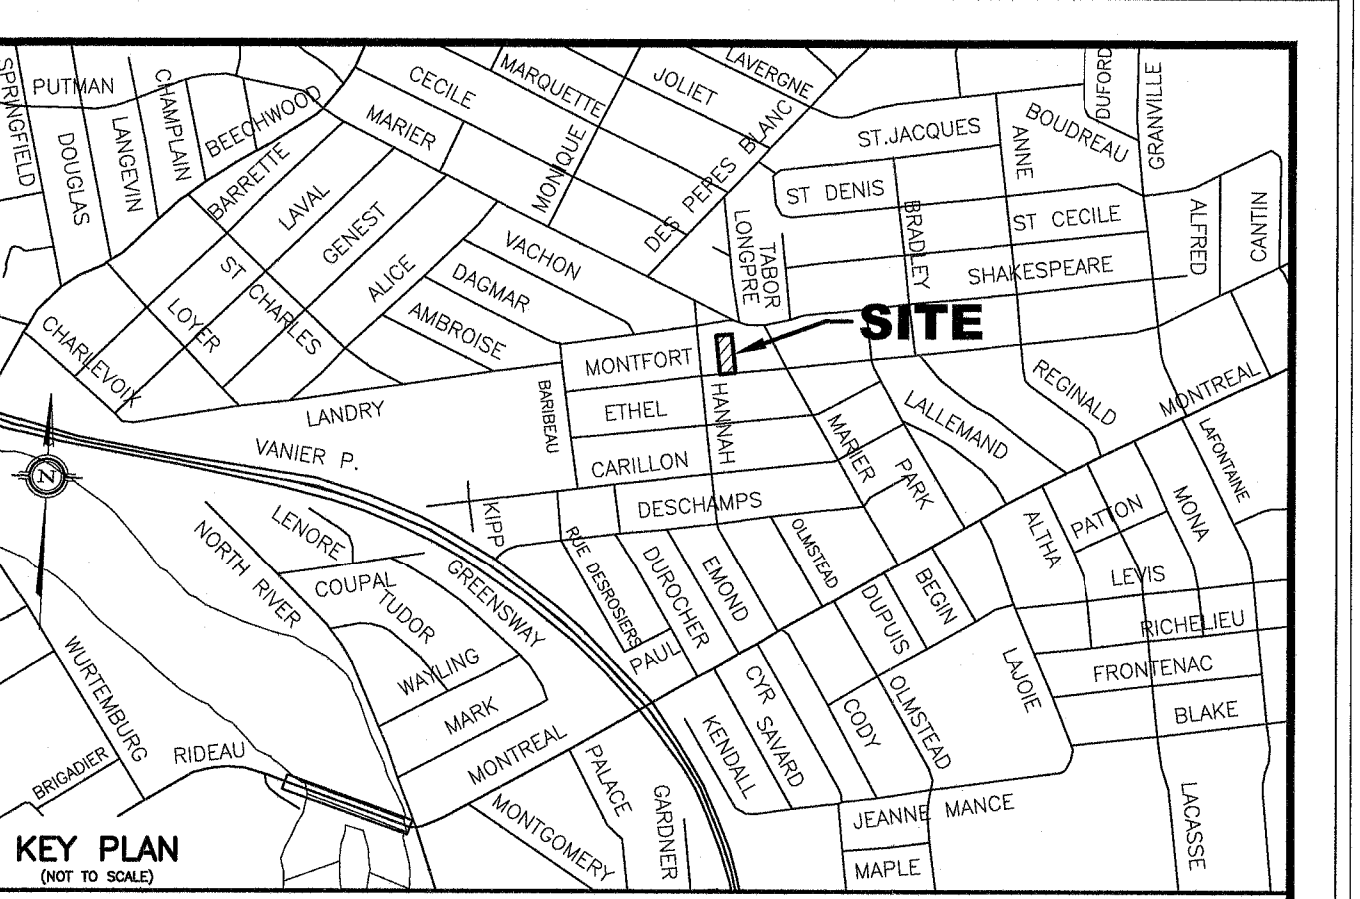 SPRINGFIELD
PUTMAN
DOUGLAS
LANGEVIN
CHAMPLAIN
BEECHWOOD
BARRETTE
LAVAL
GENEST
ALICE
ST CHARLES
LOYER
CHARLEVOIX
CECILE
MARIER
MARQUETTE
MONIQUE
JOLIET
LAVERGNE
DES PERES BLANC
VACHON
DAGMAR
AMBROISE
ST.JACQUES
ST DENIS
BRADLEY
ANNE
BOUDREAU
DUFORD
GRANVILLE
ST CECILE
SHAKESPEARE
ALFRED
CANTIN
LONGPRE
TABOR
SITE
MONTFORT
ETHEL
CARILLON
HANNAH
BARIBEAU
LANDRY
VANIER P.
N
DESCHAMPS
KIPP
MARIER
PARK
LALLEMAND
REGINALD
MONTREAL
LAFONTAINE
MONA
PATTON
ALTHA
LEVIS
RICHELIEU
FRONTENAC
BLAKE
LAJOIE
LACASSE
LENORE
NORTH RIVER
COUPAL
TUDOR
GREENSWAY
WAYLING
MARK
RUE DESROSIERS
DUROCHER
EMOND
OLMSTEAD
PAUL
DUPUIS
BEGIN
CYR
SAVARD
CODY
OLMSTEAD
KENDALL
MONTREAL
PALACE
GARDNER
MONTGOMERY
JEANNE MANCE
MAPLE
WURTEMBURG
RIDEAU
BRIGADIER
KEY PLAN
(NOT TO SCALE)